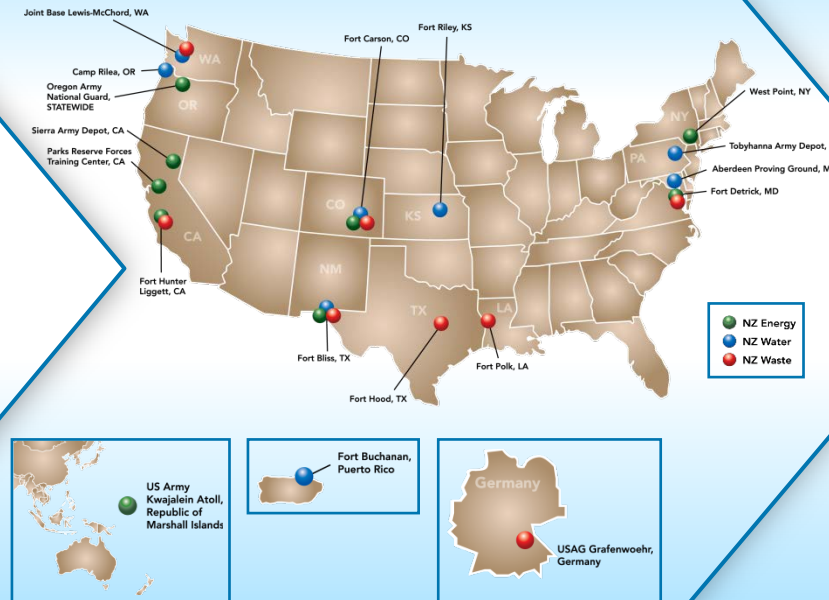 Joint Base Lewis-McChord, WA
Camp Rilea, OR
Oregon Army
National Guard,
STATEWIDE
Sierra Army Depot, CA
Parks Reserve Forces
Training Center, CA
Fort Hunter
Liggett, CA
Fort Carson, CO
Fort Riley, KS
West Point, NY
Tobyhanna Army Depot,
Aberdeen Proving Ground, M
Fort Detrick, MD
Fort Bliss, TX
Fort Hood, TX
Fort Polk, LA
WA
OR
CA
CO
KS
NM
TX
LA
NY
PA
NZ Energy
NZ Water
NZ Waste
US Army
Kwajalein Atoll,
Republic of
Marshall Islands
Fort Buchanan,
Puerto Rico
Germany
USAG Grafenwoehr,
Germany